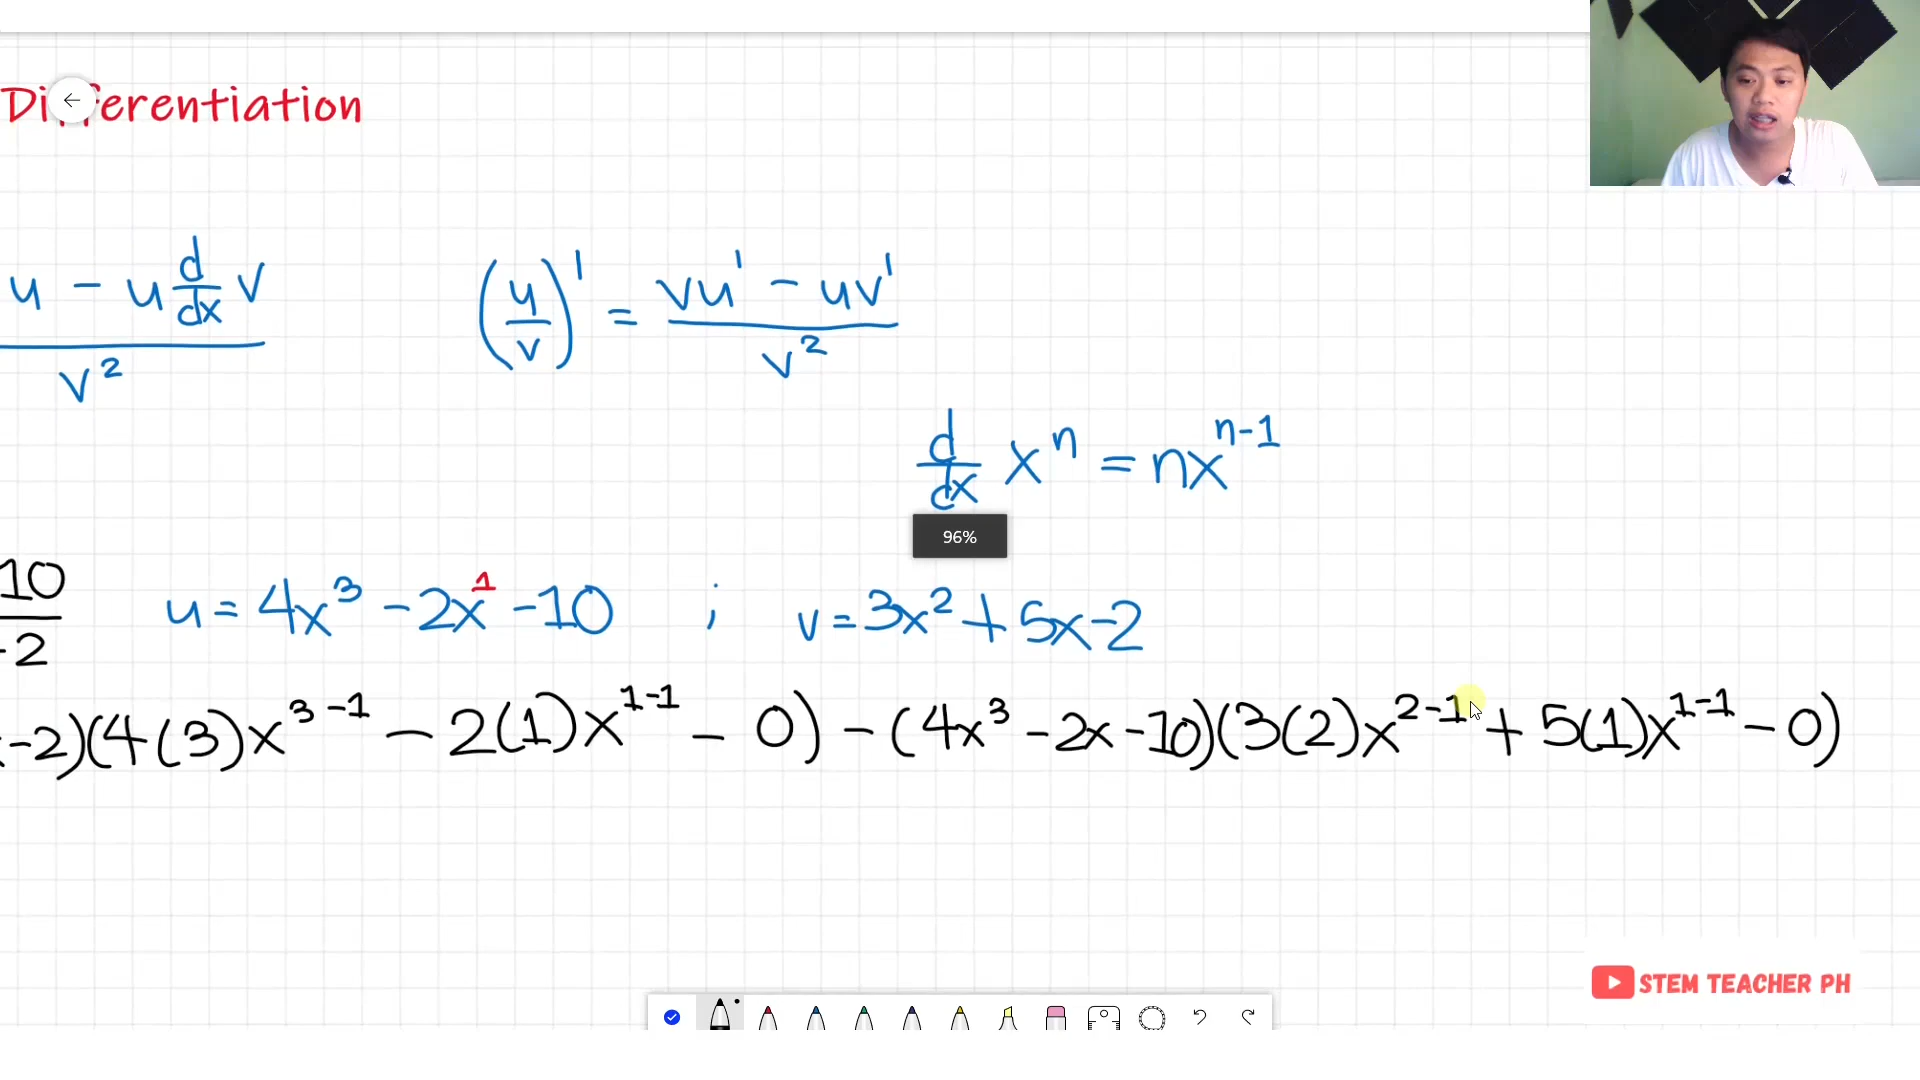 Differentiation
u - u d/dx v / v²
(u/v)' = vu' - uv' / v²
d/dx xⁿ = nxⁿ⁻¹
96%
10 / -2
u = 4x³ - 2x¹ - 10 ; v = 3x² + 5x - 2
-2)(4(3)x³⁻¹ - 2(1)x¹⁻¹ - 0) - (4x³ - 2x - 10)(3(2)x²⁻¹ + 5(1)x¹⁻¹ - 0)
STEM TEACHER PH